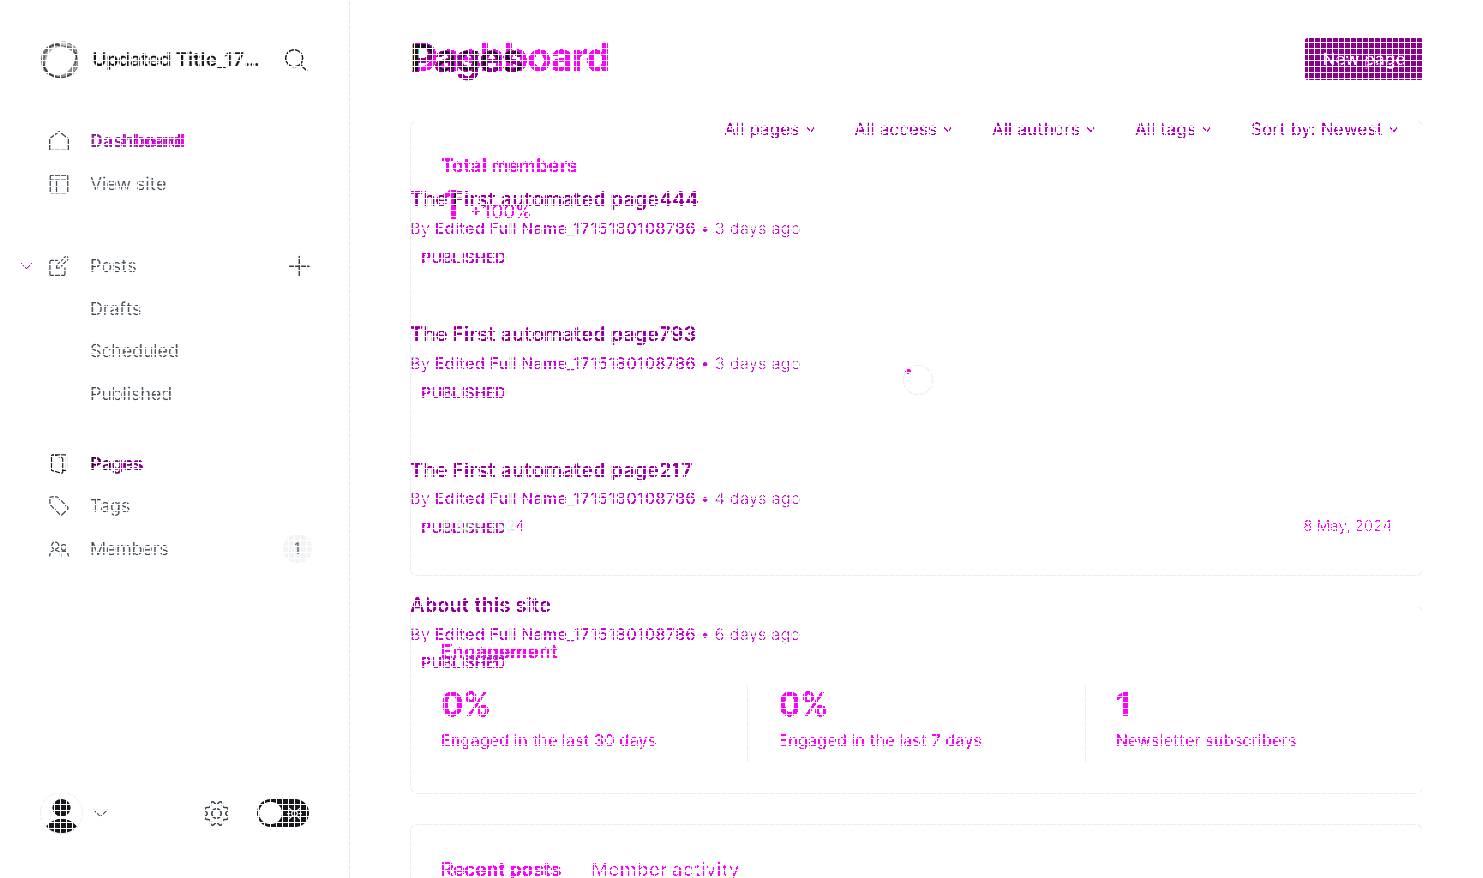 Updated Title_17...
Dashboard
View site
Posts
Drafts
Scheduled
Published
Pages
Tags
Members
1
Pages
Dashboard
New page
All pages
All access
All authors
All tags
Sort by: Newest
Total members
1 +100%
The First automated page444
By Edited Full Name_1715180108786 • 3 days ago
PUBLISHED
The First automated page793
By Edited Full Name_1715180108786 • 3 days ago
PUBLISHED
The First automated page217
By Edited Full Name_1715180108786 • 4 days ago
PUBLISHED
8 May, 2024
About this site
By Edited Full Name_1715180108786 • 6 days ago
Engagement
PUBLISHED
0%
Engaged in the last 30 days
0%
Engaged in the last 7 days
1
Newsletter subscribers
Recent posts
Member activity